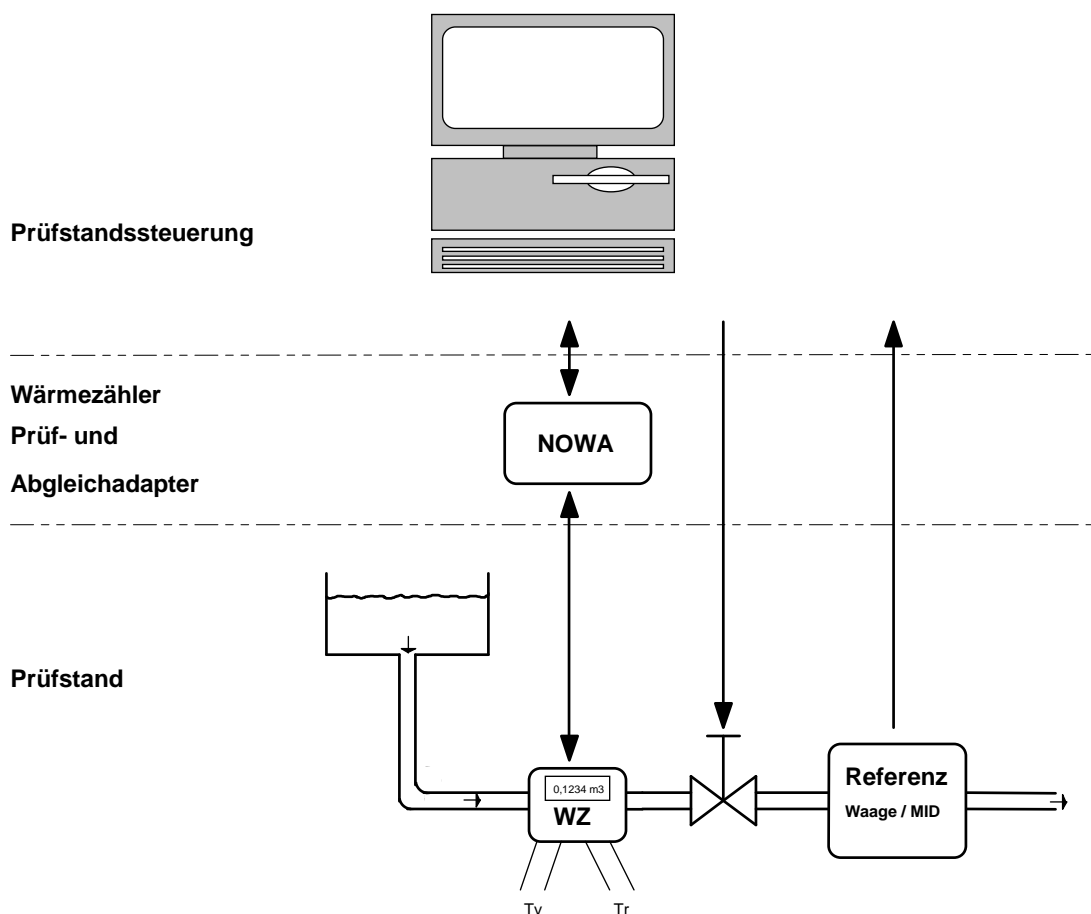 Prüfstandssteuerung
Wärmezähler
Prüf- und
Abgleichadapter
NOWA
Prüfstand
0,1234 m3
WZ
Referenz
Waage / MID
Tv
Tr